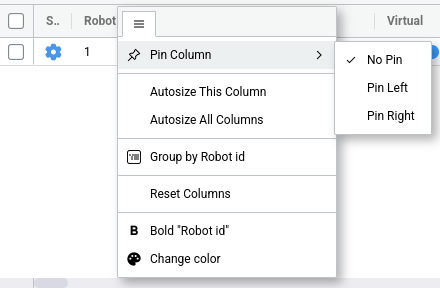 S.. Robot Virtual
1
Pin Column
No Pin
Pin Left
Pin Right
Autosize This Column
Autosize All Columns
Group by Robot id
Reset Columns
B Bold "Robot id"
Change color